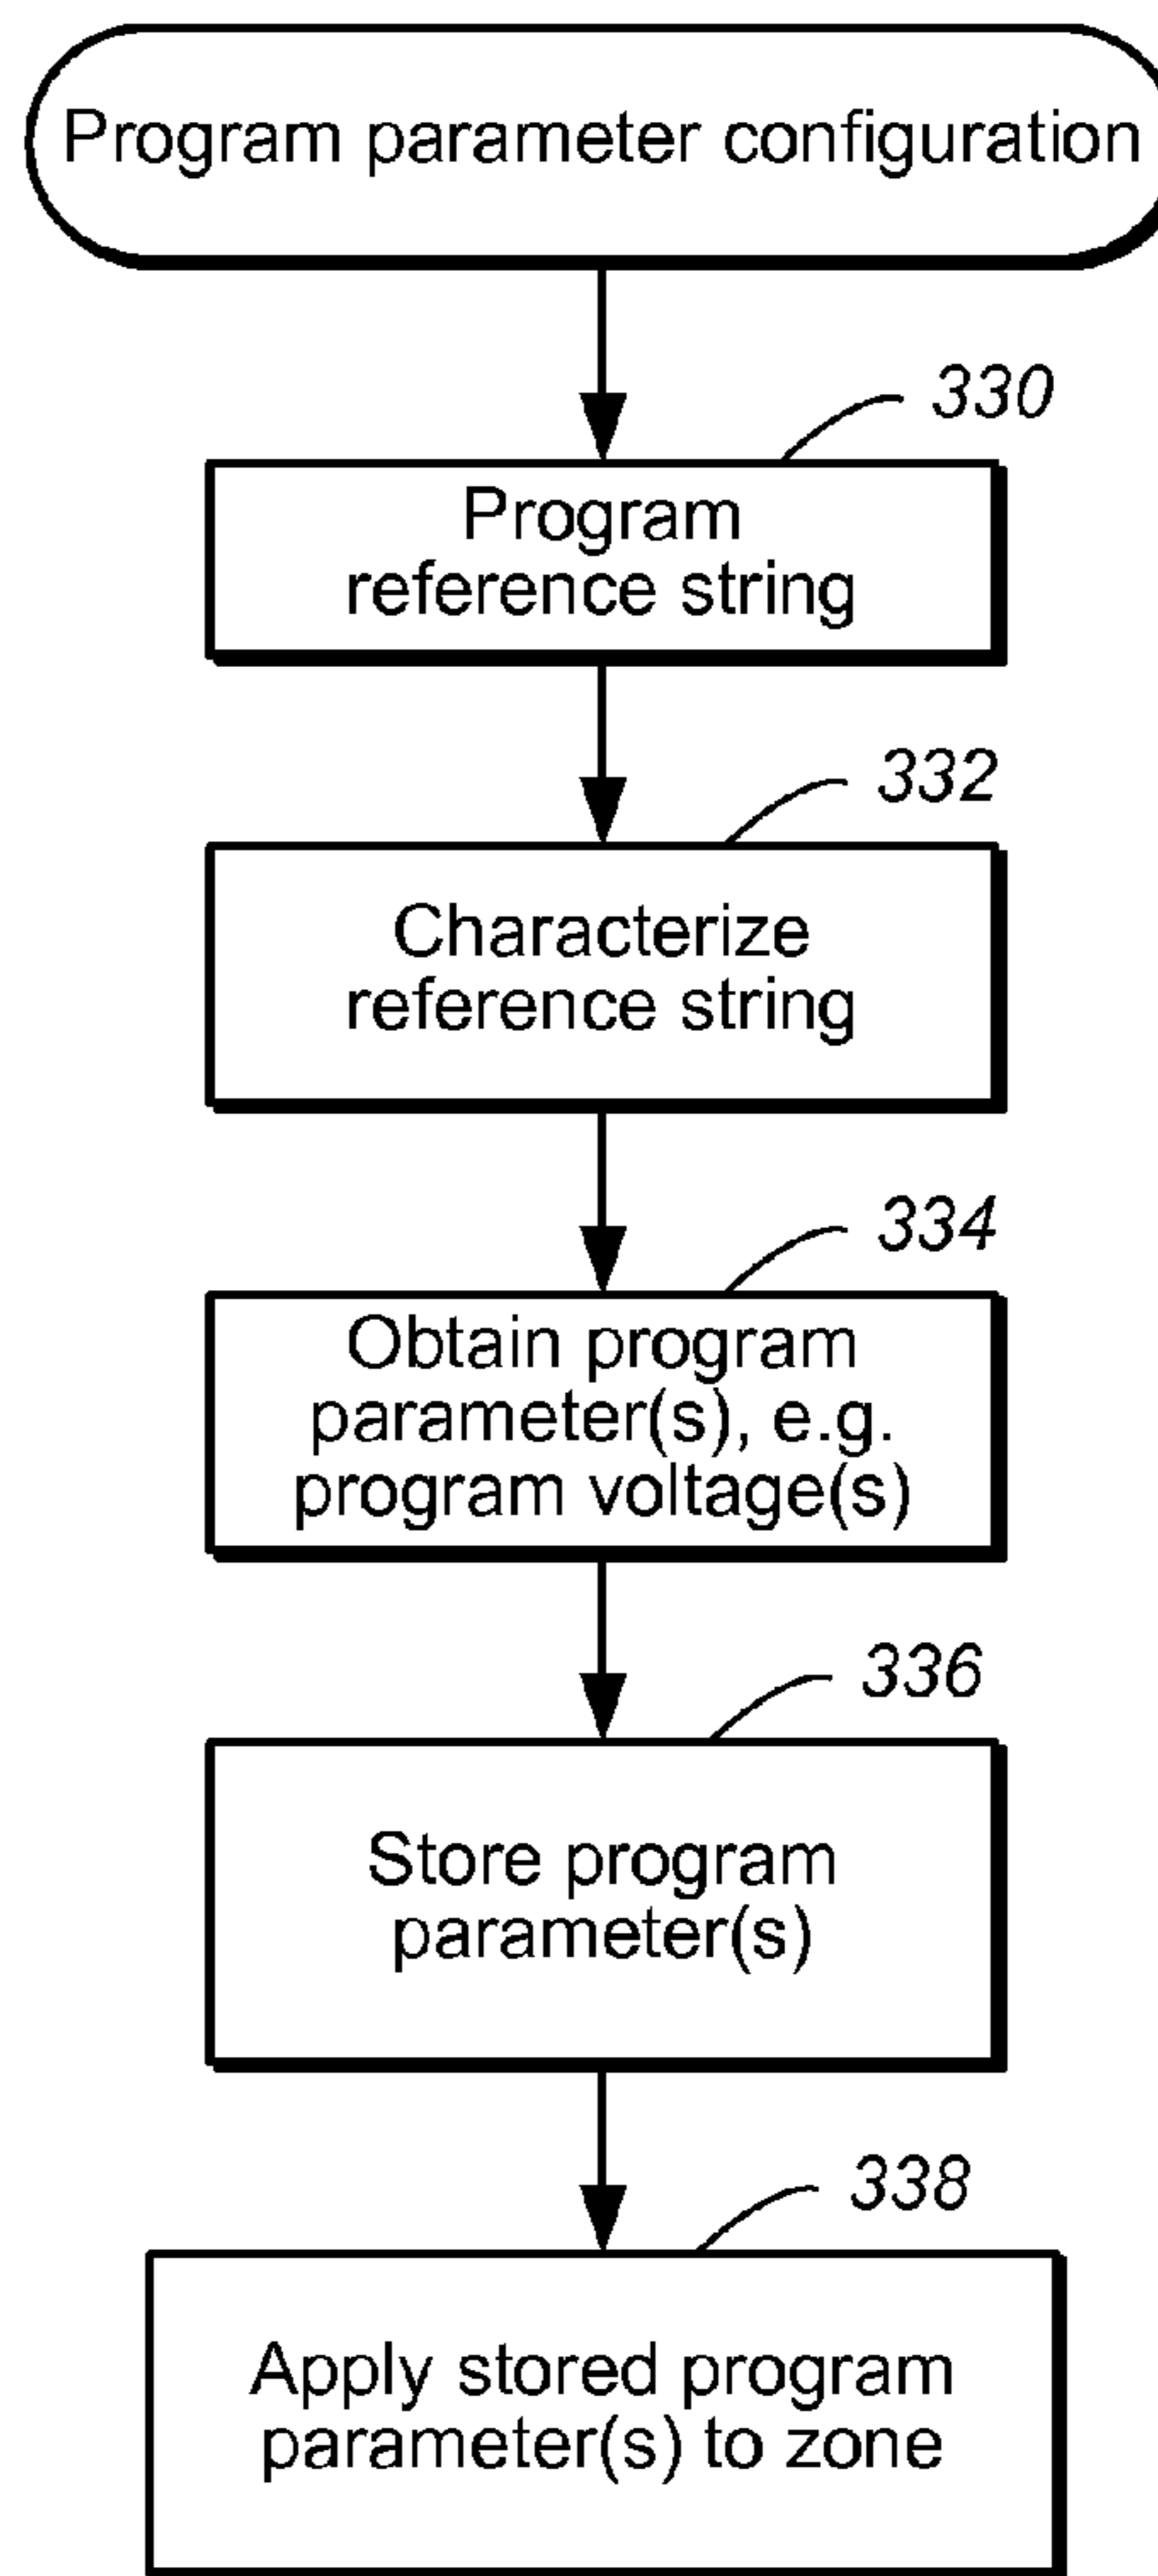 Program parameter configuration
330
Program
reference string
332
Characterize
reference string
334
Obtain program
parameter(s), e.g.
program voltage(s)
336
Store program
parameter(s)
338
Apply stored program
parameter(s) to zone